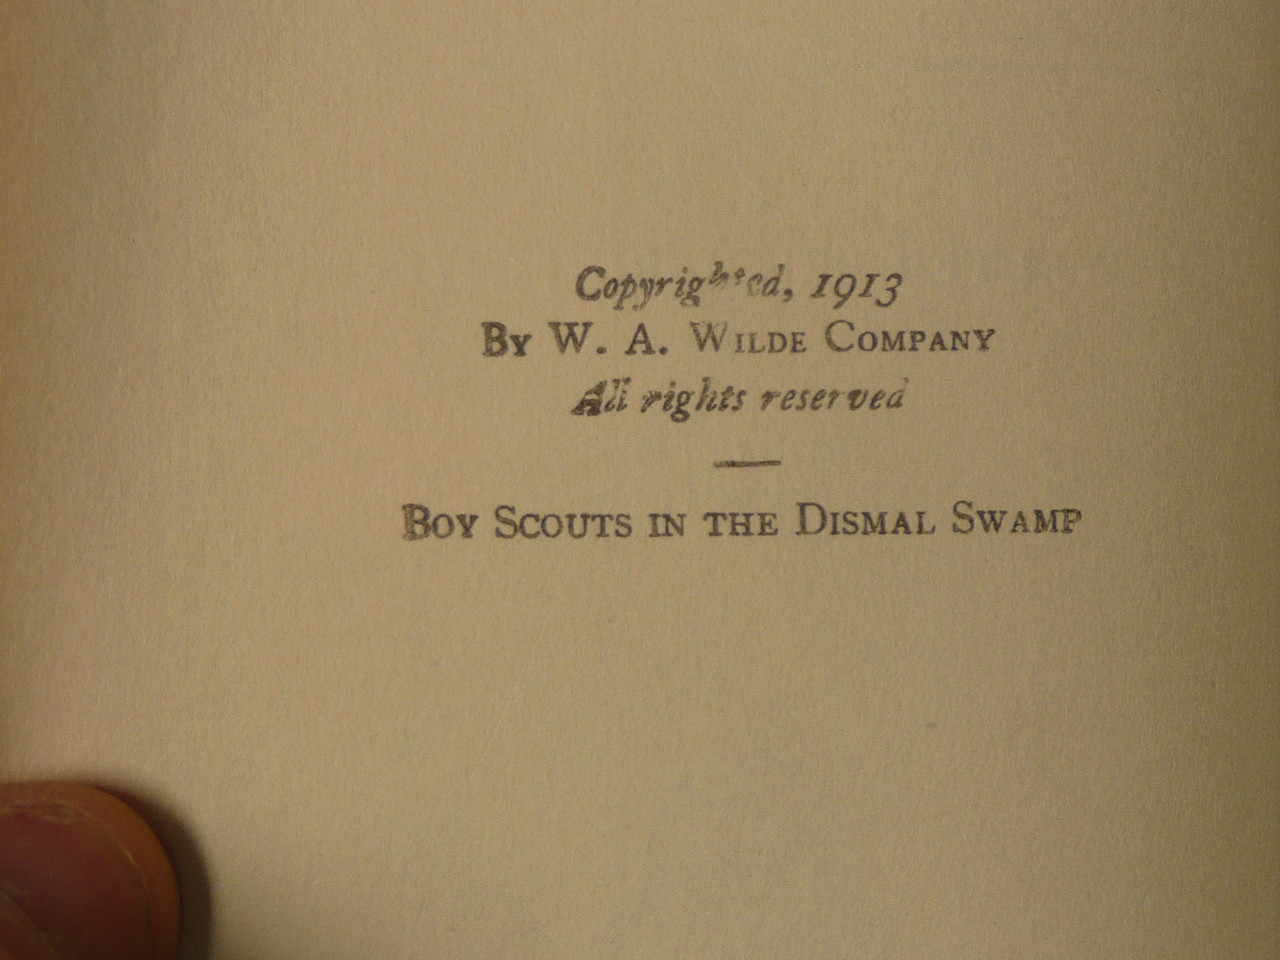 Copyrighted, 1913
By W. A. Wilde Company
All rights reserved
Boy Scouts in the Dismal Swamp